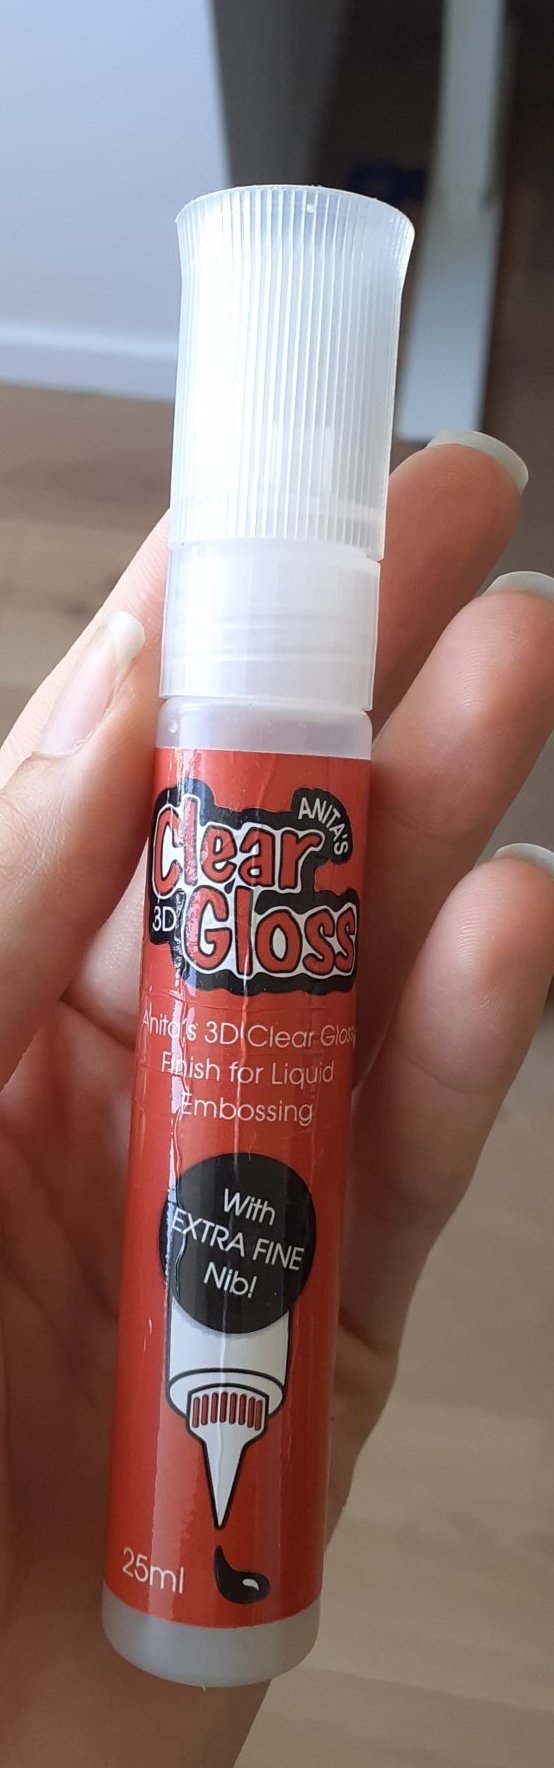 ANITA'S
Clear
3D Gloss
Anita's 3D Clear Gloss
Finish for Liquid
Embossing
With
EXTRA FINE
Nib!
25ml